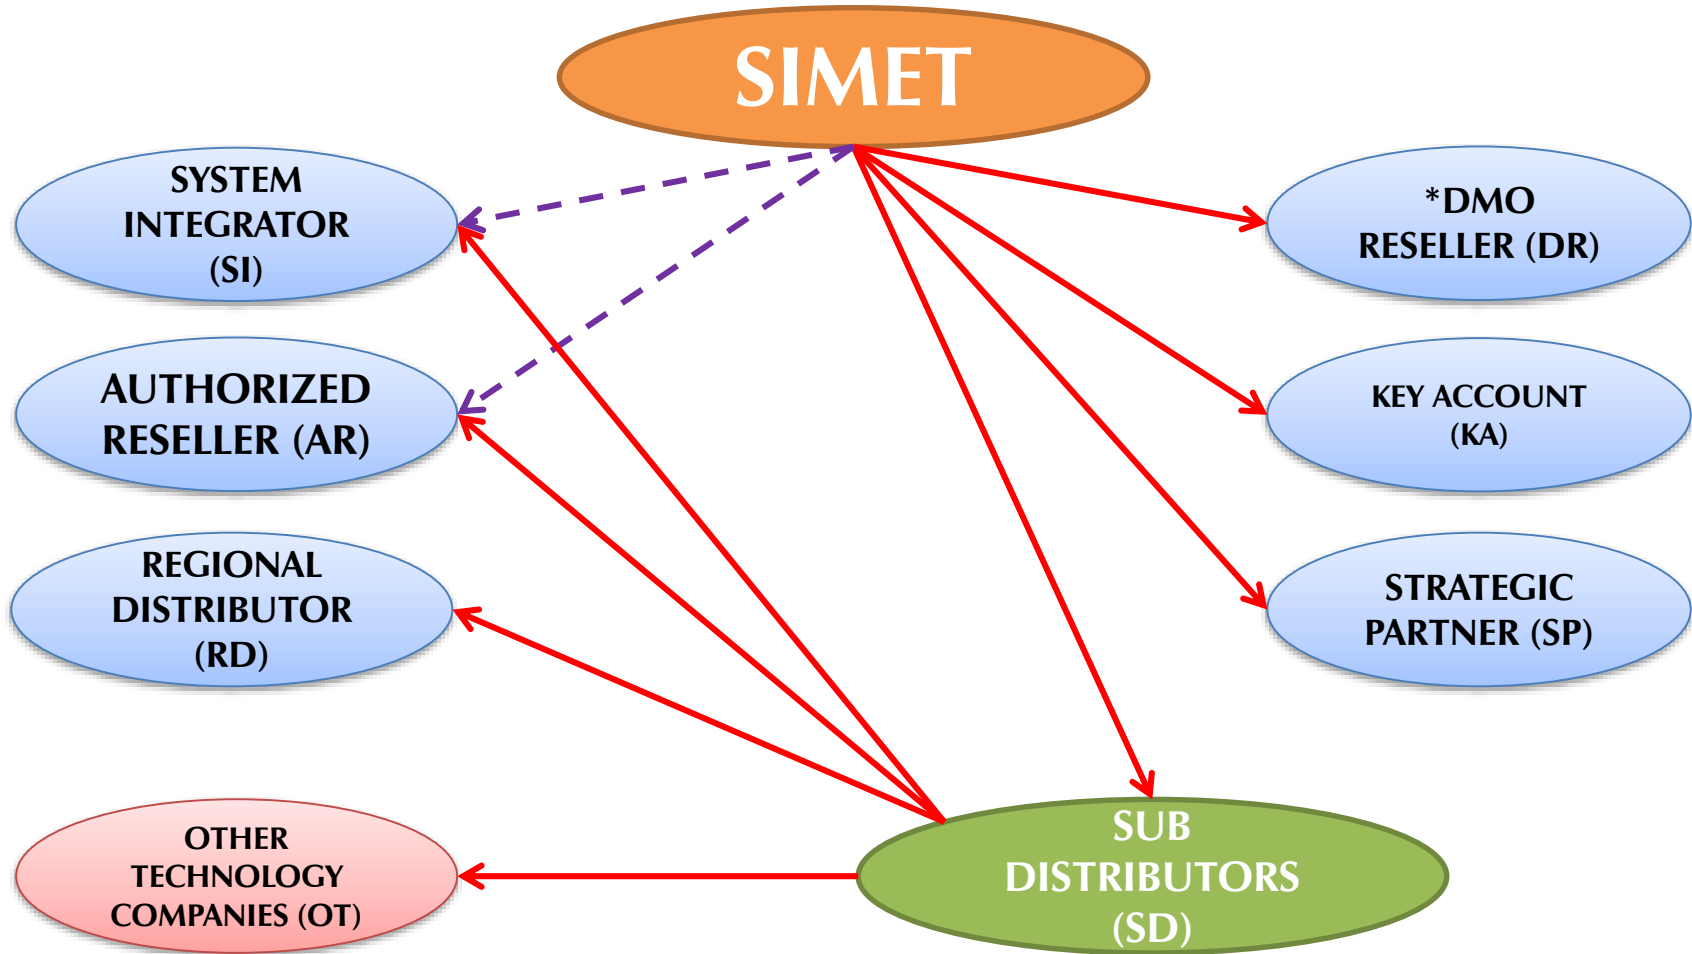 SIMET
SYSTEM
INTEGRATOR
(SI)
*DMO
RESELLER (DR)
AUTHORIZED
RESELLER (AR)
KEY ACCOUNT
(KA)
REGIONAL
DISTRIBUTOR
(RD)
STRATEGIC
PARTNER (SP)
OTHER
TECHNOLOGY
COMPANIES (OT)
SUB
DISTRIBUTORS
(SD)